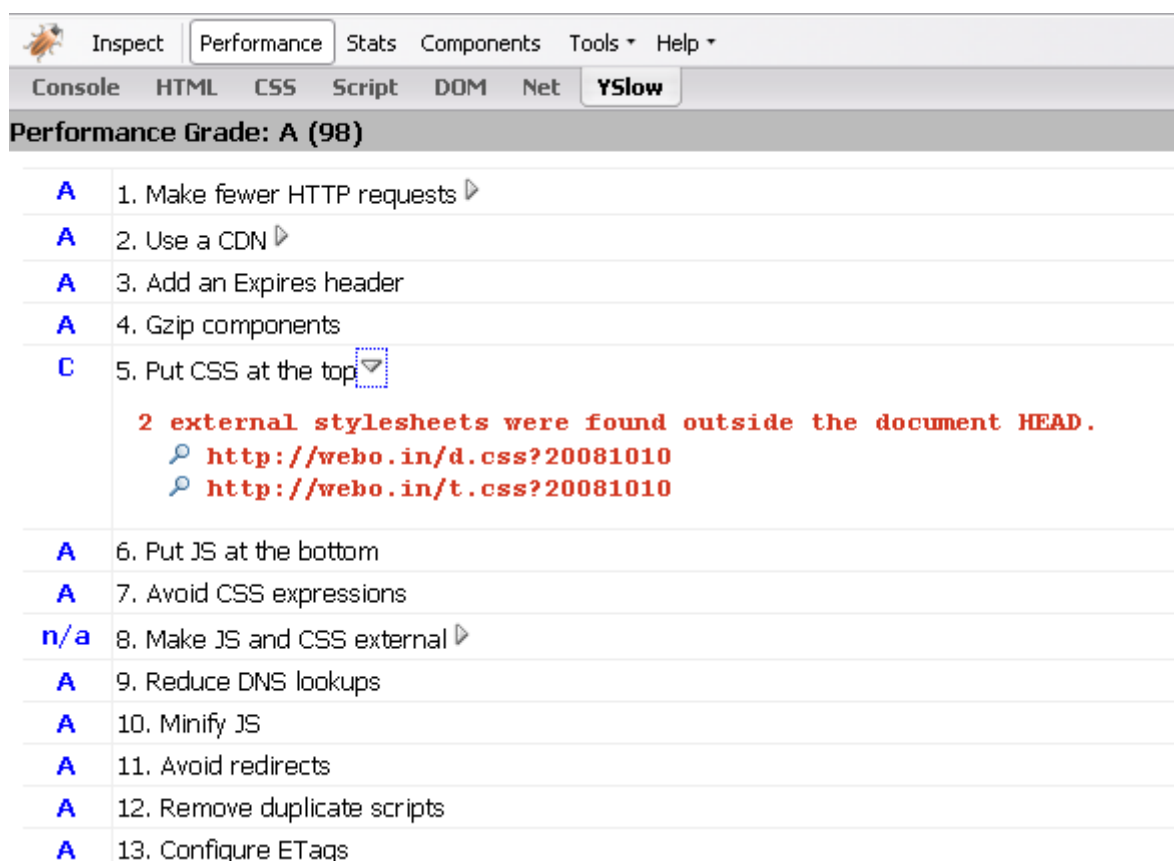 Inspect Performance Stats Components Tools Help
Console HTML CSS Script DOM Net YSlow
Performance Grade: A (98)
A 1. Make fewer HTTP requests
A 2. Use a CDN
A 3. Add an Expires header
A 4. Gzip components
C 5. Put CSS at the top
2 external stylesheets were found outside the document HEAD.
http://webo.in/d.css?20081010
http://webo.in/t.css?20081010
A 6. Put JS at the bottom
A 7. Avoid CSS expressions
n/a 8. Make JS and CSS external
A 9. Reduce DNS lookups
A 10. Minify JS
A 11. Avoid redirects
A 12. Remove duplicate scripts
A 13. Configure ETags